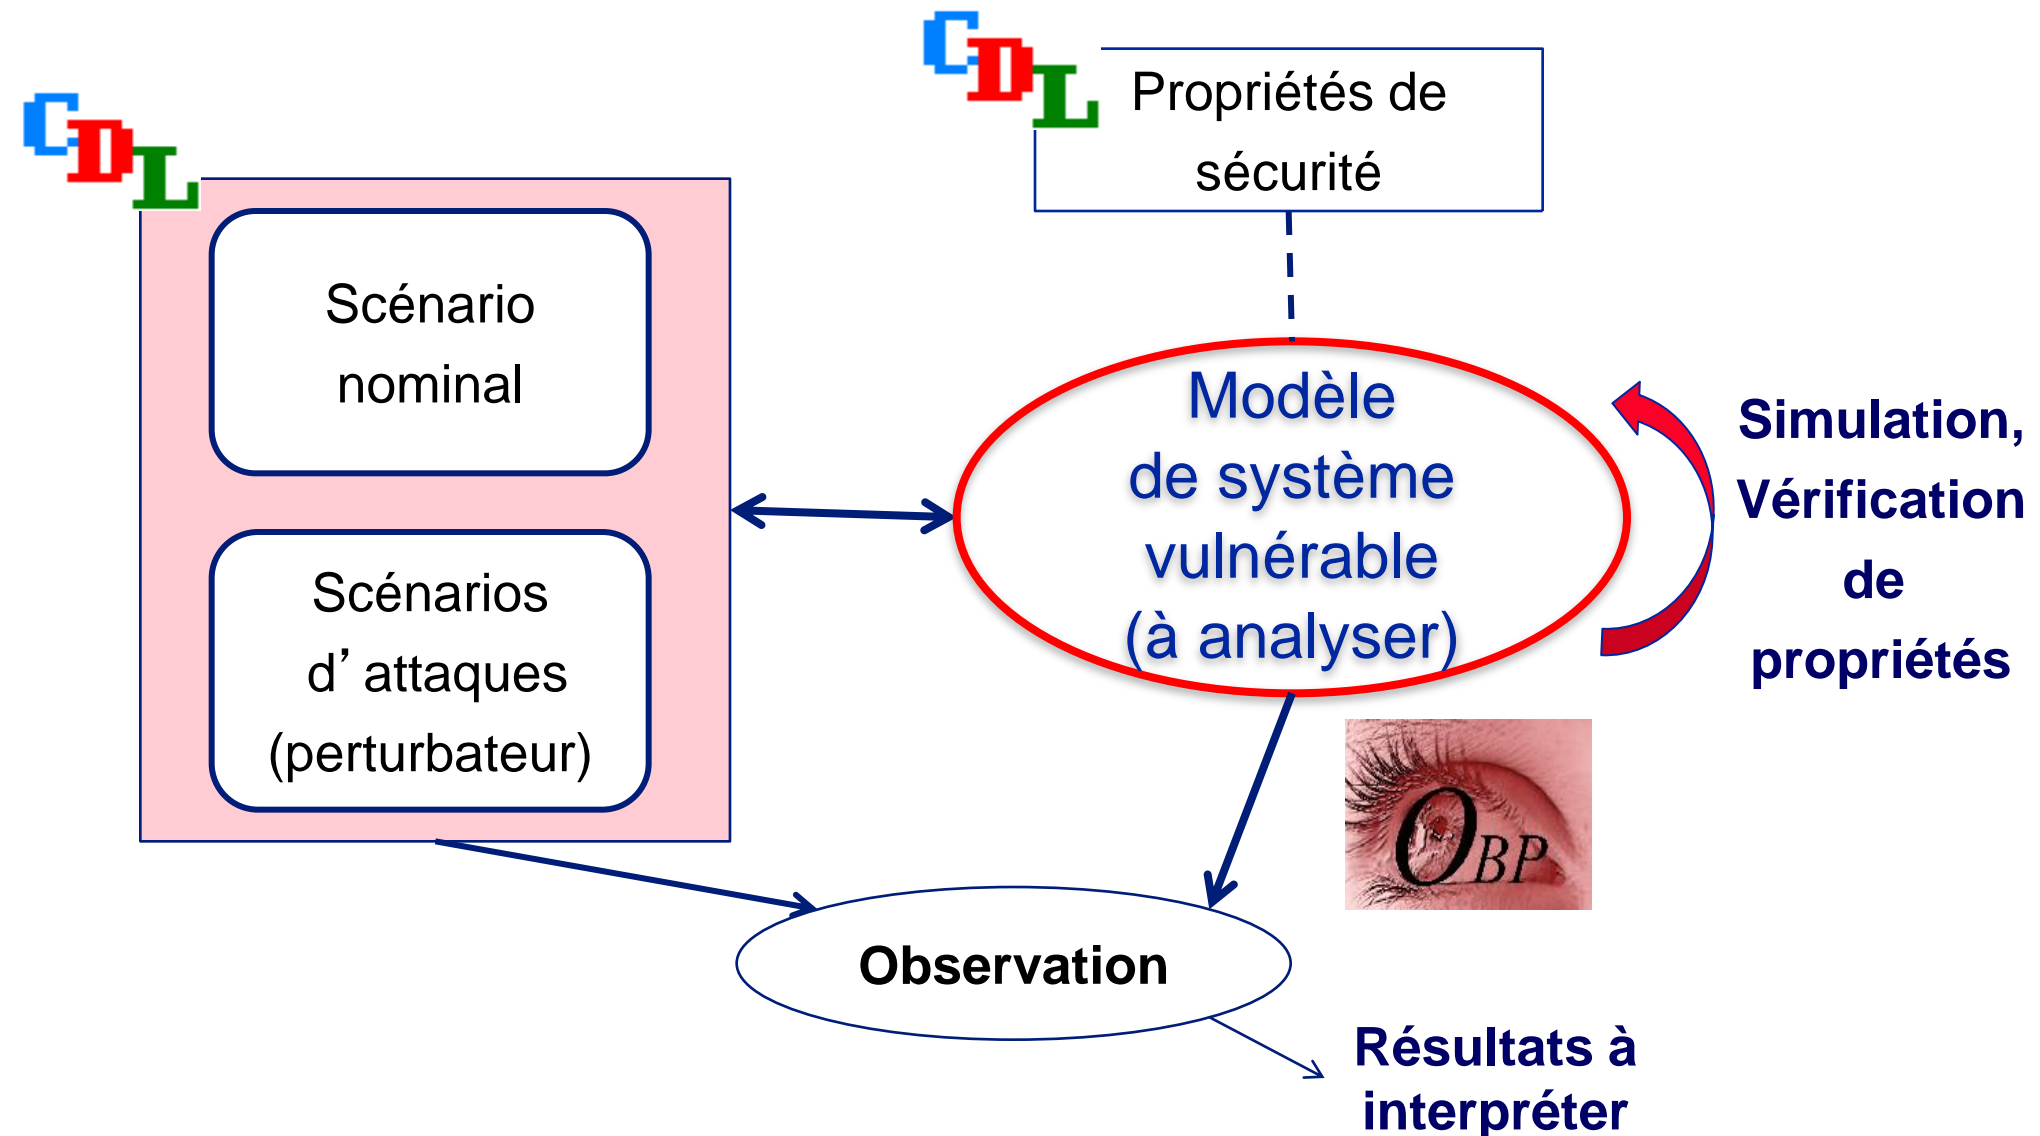 CDL
Propriétés de
sécurité
CDL
Scénario
nominal
Scénarios
d’ attaques
(perturbateur)
Modèle
de système
vulnérable
(à analyser)
Simulation,
Vérification
de
propriétés
OBP
Observation
Résultats à
interpréter